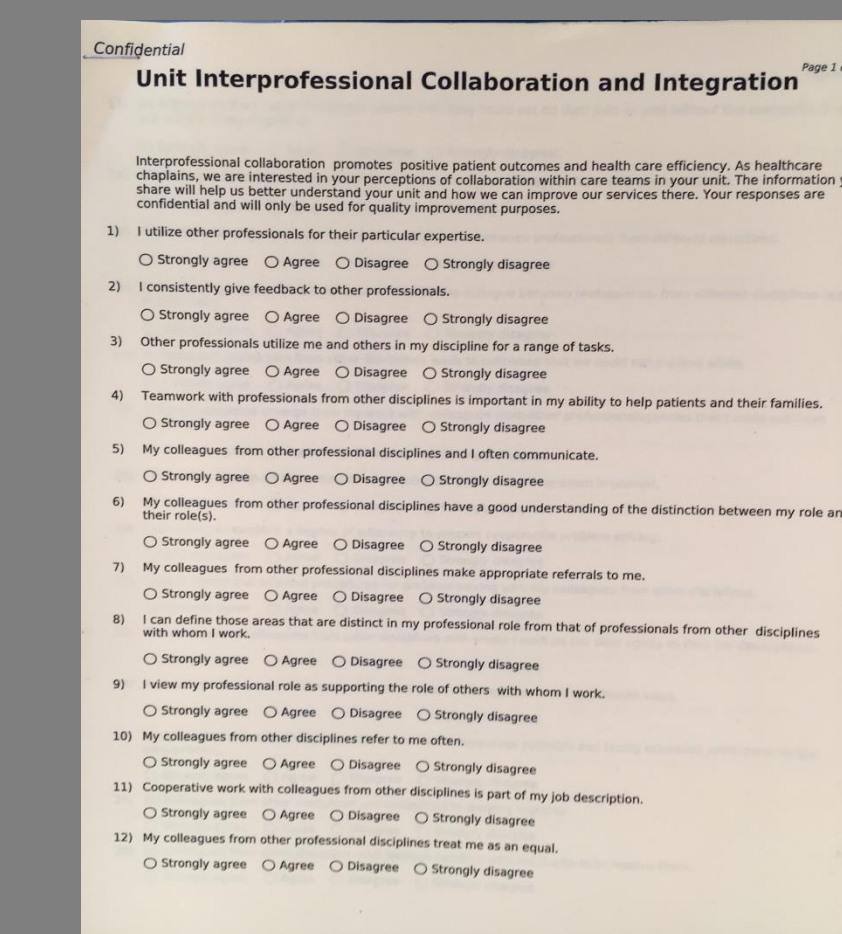 Confidential
Page 1
Unit Interprofessional Collaboration and Integration
Interprofessional collaboration promotes positive patient outcomes and health care efficiency. As healthcare
chaplains, we are interested in your perceptions of collaboration within care teams in your unit. The information
share will help us better understand your unit and how we can improve our services there. Your responses are
confidential and will only be used for quality improvement purposes.
1) I utilize other professionals for their particular expertise.
Strongly agree Agree Disagree Strongly disagree
2) I consistently give feedback to other professionals.
Strongly agree Agree Disagree Strongly disagree
3) Other professionals utilize me and others in my discipline for a range of tasks.
Strongly agree Agree Disagree Strongly disagree
4) Teamwork with professionals from other disciplines is important in my ability to help patients and their families.
Strongly agree Agree Disagree Strongly disagree
5) My colleagues from other professional disciplines and I often communicate.
Strongly agree Agree Disagree Strongly disagree
6) My colleagues from other professional disciplines have a good understanding of the distinction between my role
their role(s).
Strongly agree Agree Disagree Strongly disagree
7) My colleagues from other professional disciplines make appropriate referrals to me.
Strongly agree Agree Disagree Strongly disagree
8) I can define those areas that are distinct in my professional role from that of professionals from other disciplines
with whom I work.
Strongly agree Agree Disagree Strongly disagree
9) I view my professional role as supporting the role of others with whom I work.
Strongly agree Agree Disagree Strongly disagree
10) My colleagues from other disciplines refer to me often.
Strongly agree Agree Disagree Strongly disagree
11) Cooperative work with colleagues from other disciplines is part of my job description.
Strongly agree Agree Disagree Strongly disagree
12) My colleagues from other professional disciplines treat me as an equal.
Strongly agree Agree Disagree Strongly disagree